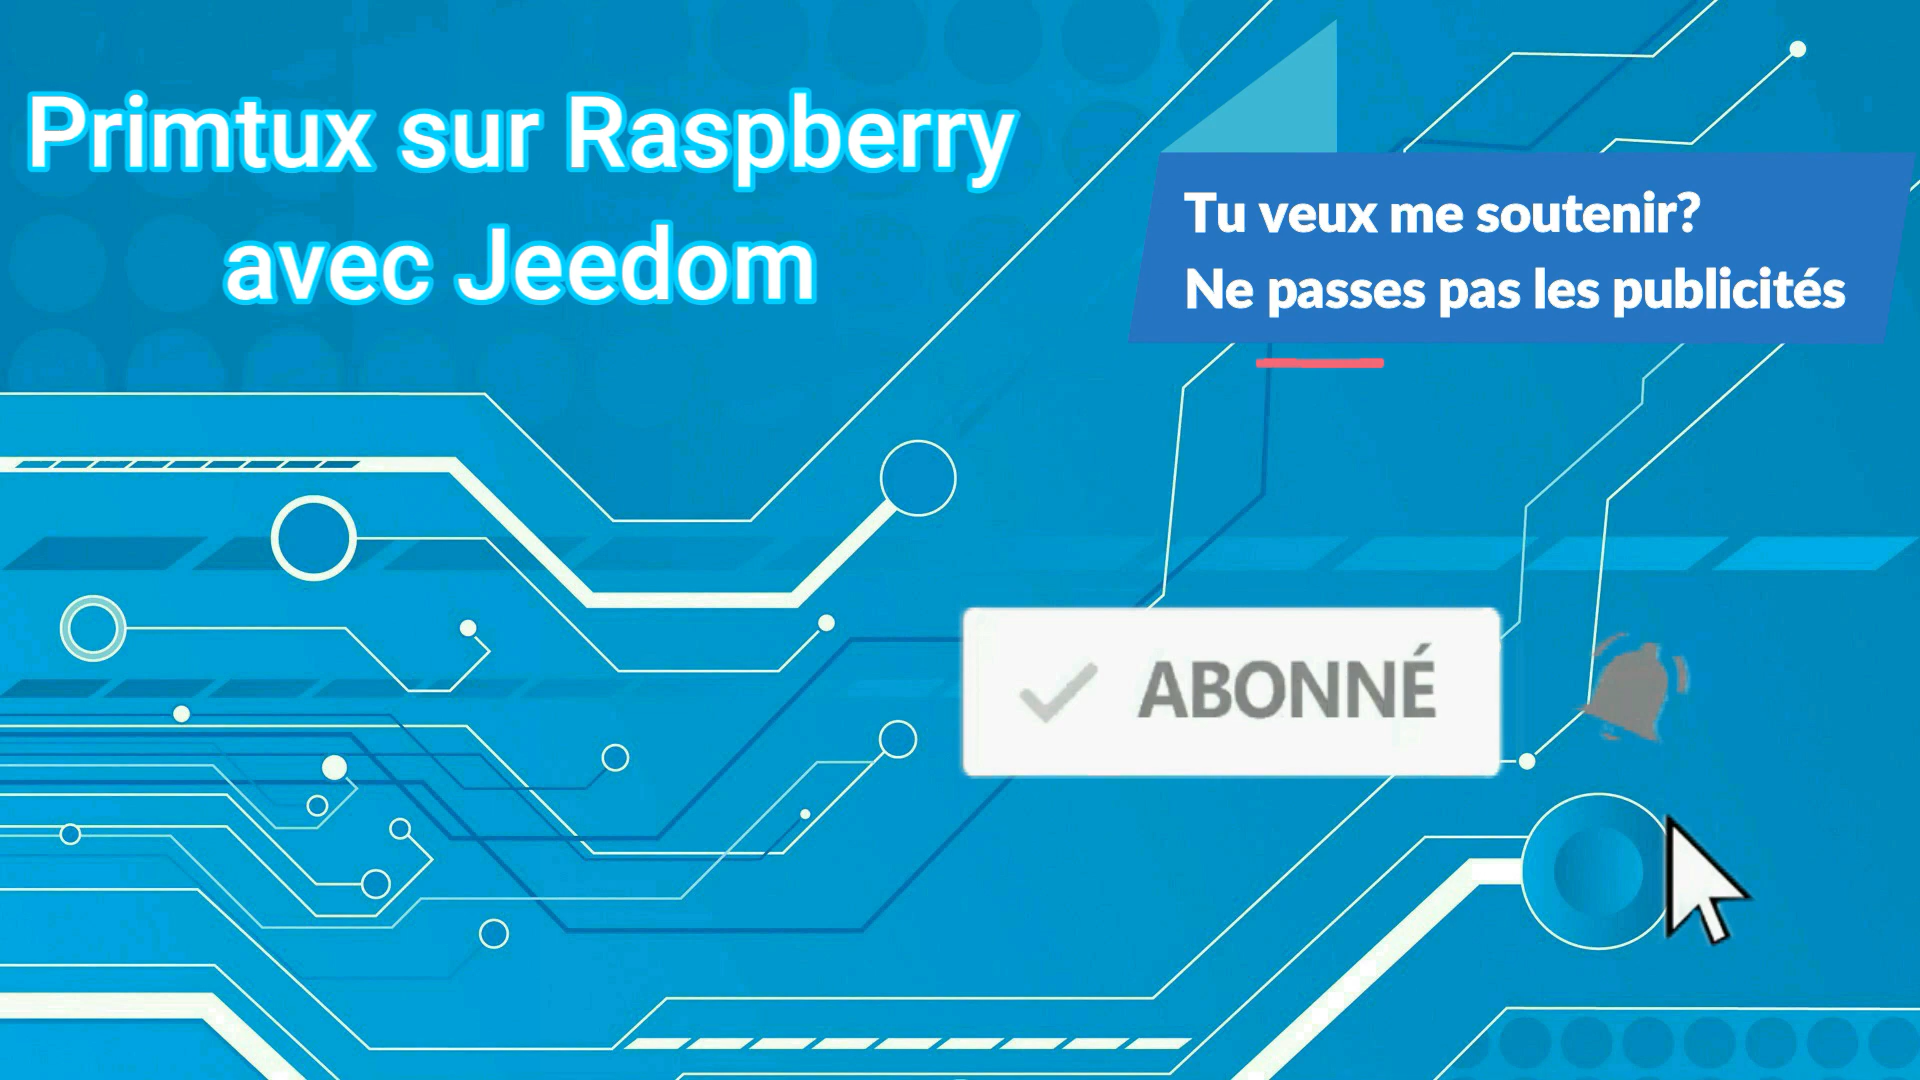 Primtux sur Raspberry
avec Jeedom
Tu veux me soutenir?
Ne passes pas les publicités
ABONNÉ